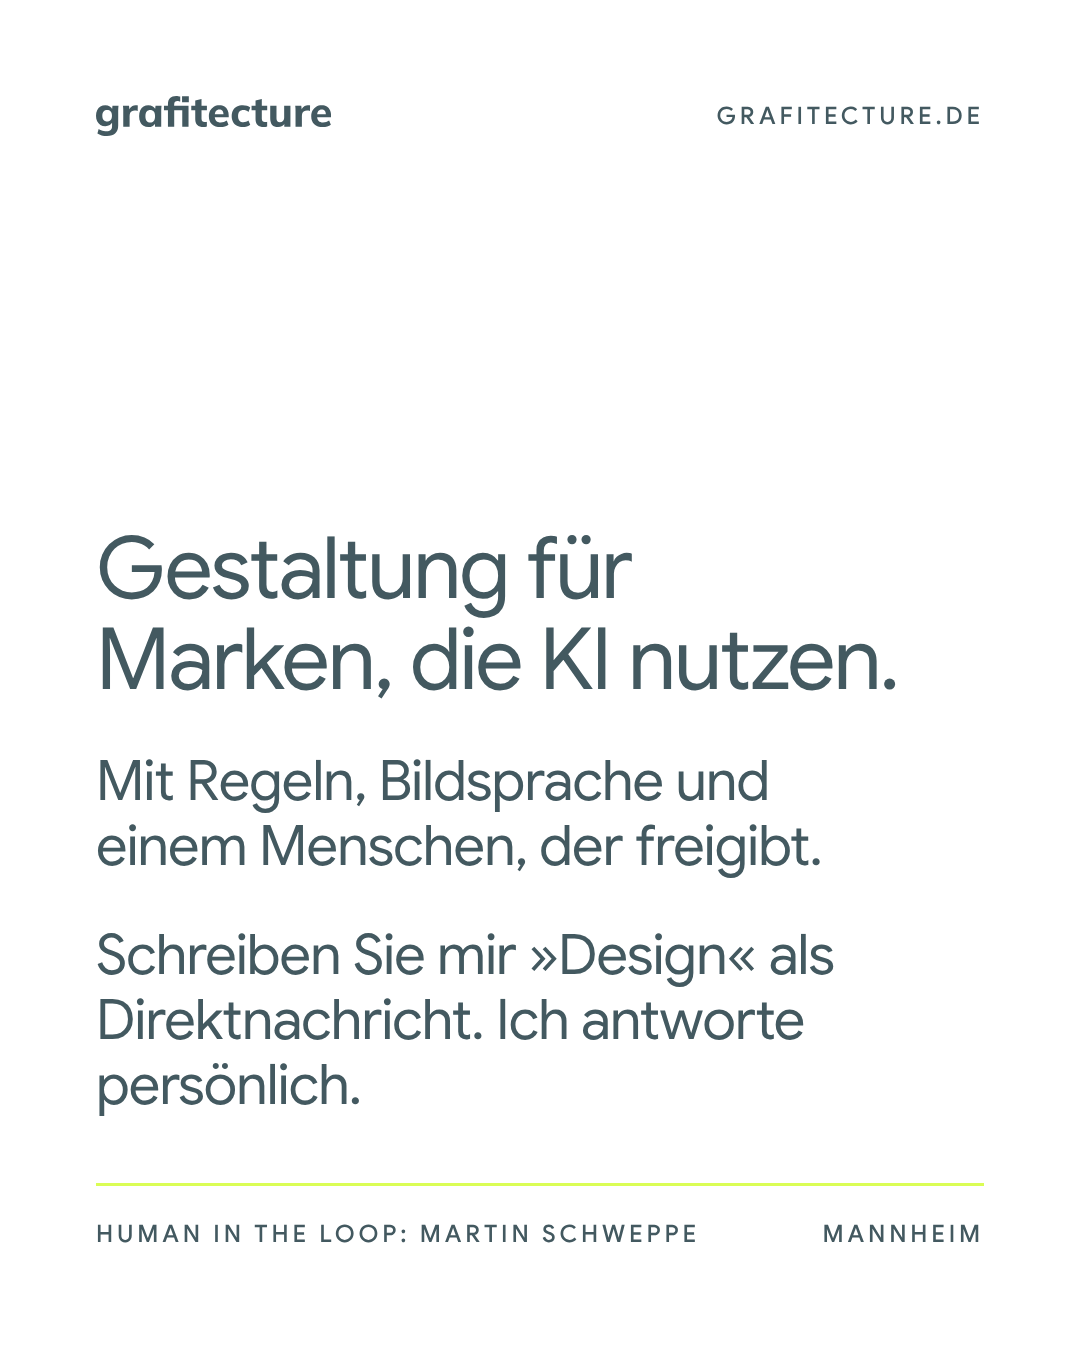 grafitecture
GRAFITECTURE.DE
Gestaltung für
Marken, die KI nutzen.
Mit Regeln, Bildsprache und
einem Menschen, der freigibt.
Schreiben Sie mir »Design« als
Direktnachricht. Ich antworte
persönlich.
HUMAN IN THE LOOP: MARTIN SCHWEPPE
MANNHEIM